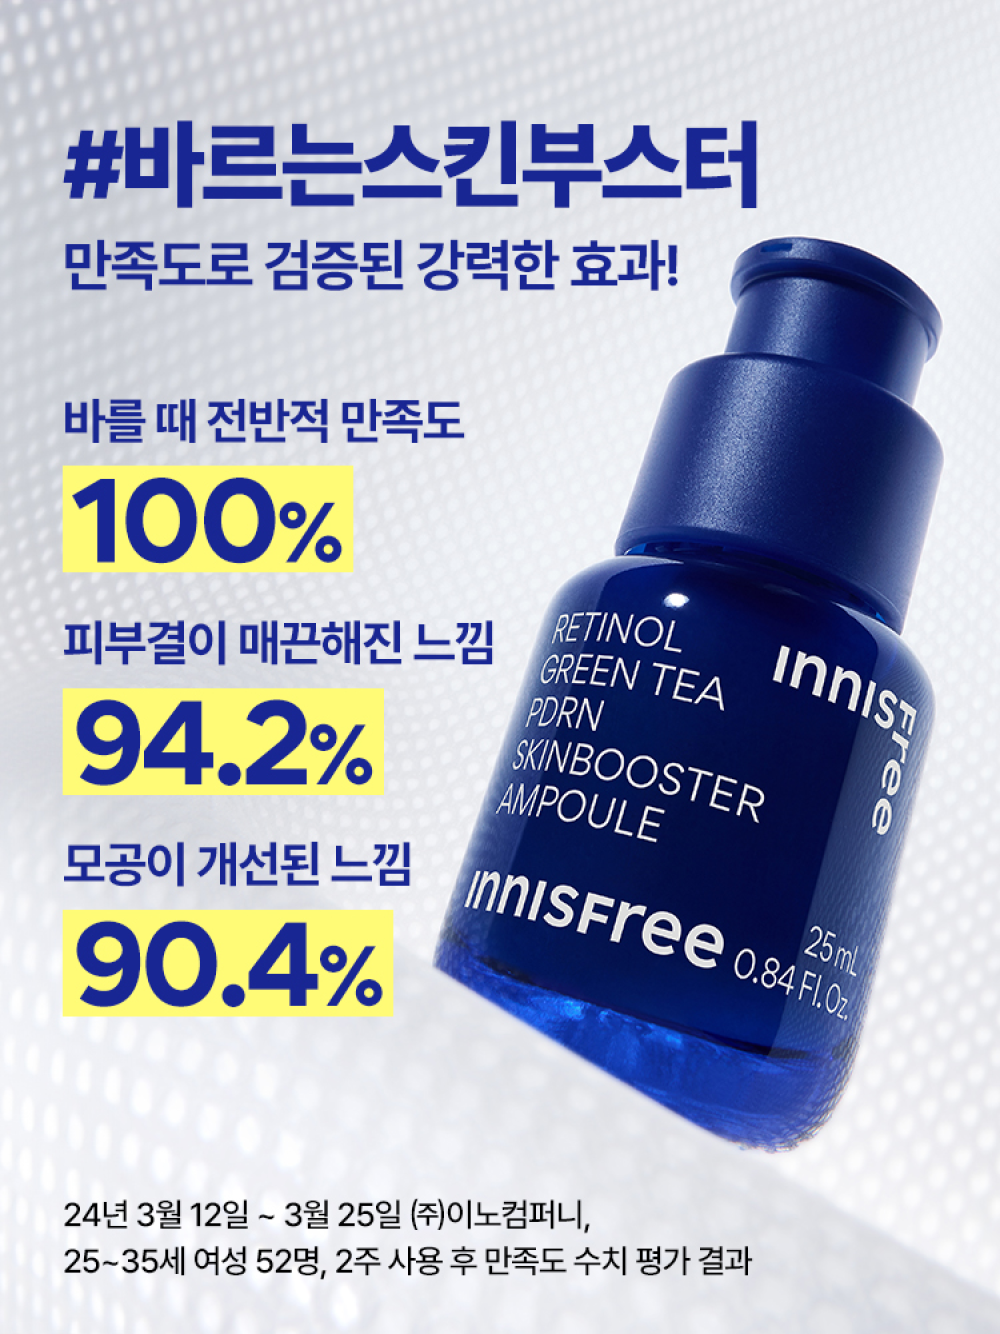 #바르는스킨부스터
만족도로 검증된 강력한 효과!
바를 때 전반적 만족도
100%
피부결이 매끈해진 느낌
94.2%
모공이 개선된 느낌
90.4%
RETINOL
GREEN TEA
PDRN
SKINBOOSTER
AMPOULE
INNISFree
INNISFree
25mL
0.84 Fl.Oz.
24년 3월 12일 ~ 3월 25일 ㈜이노컴퍼니,
25~35세 여성 52명, 2주 사용 후 만족도 수치 평가 결과